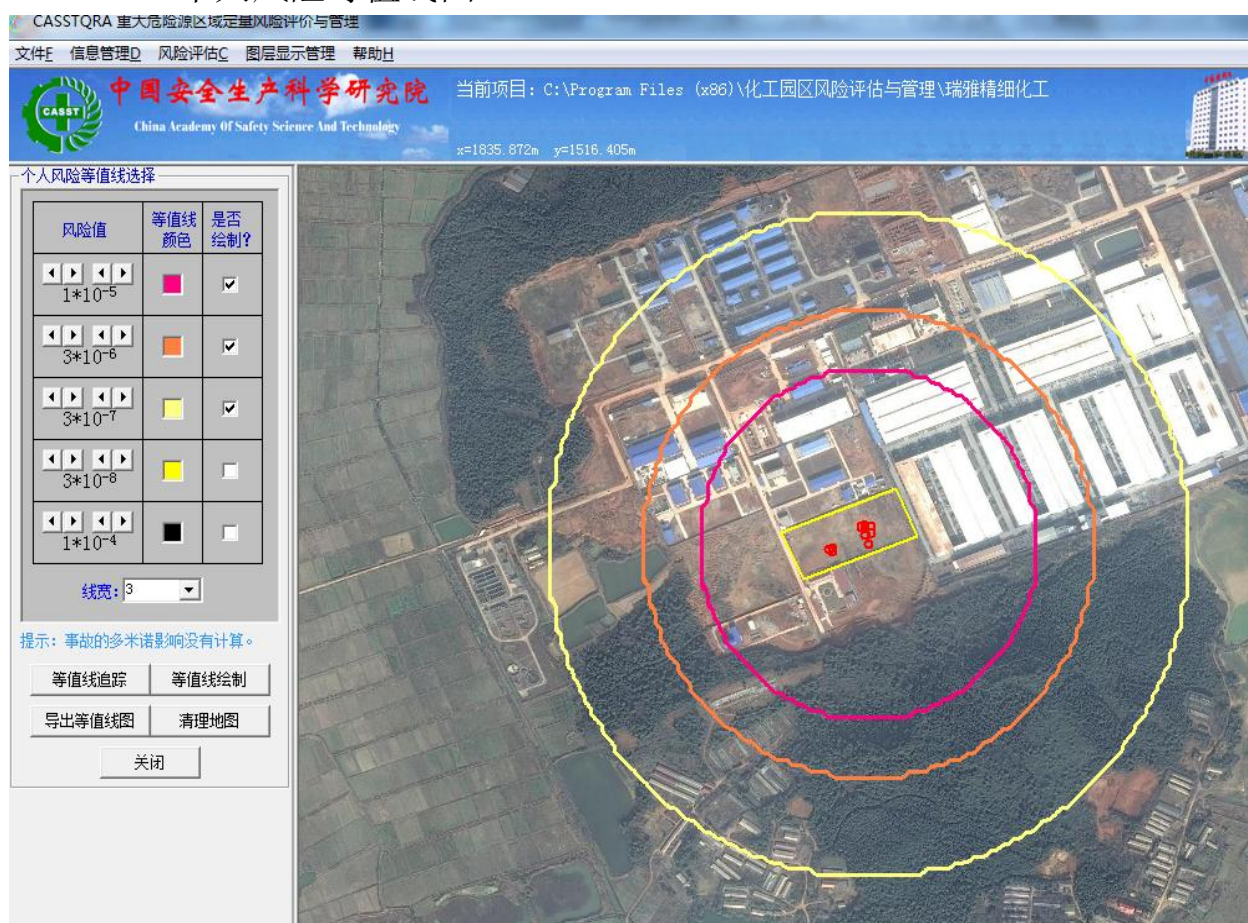 CASSTQRA 重大危险源区域定量风险评价与管理
文件F 信息管理D 风险评估C 图层显示管理 帮助H
CASST
中国安全生产科学研究院
China Academy Of Safety Science And Technology
当前项目：C:\Program Files (x86)\化工园区风险评估与管理\瑞雅精细化工
x=1835.872m y=1516.405m
个人风险等值线选择
风险值 等值线颜色 是否绘制?
1*10-5
3*10-6
3*10-7
3*10-8
1*10-4
线宽：3
提示：事故的多米诺影响没有计算。
等值线追踪 等值线绘制
导出等值线图 清理地图
关闭